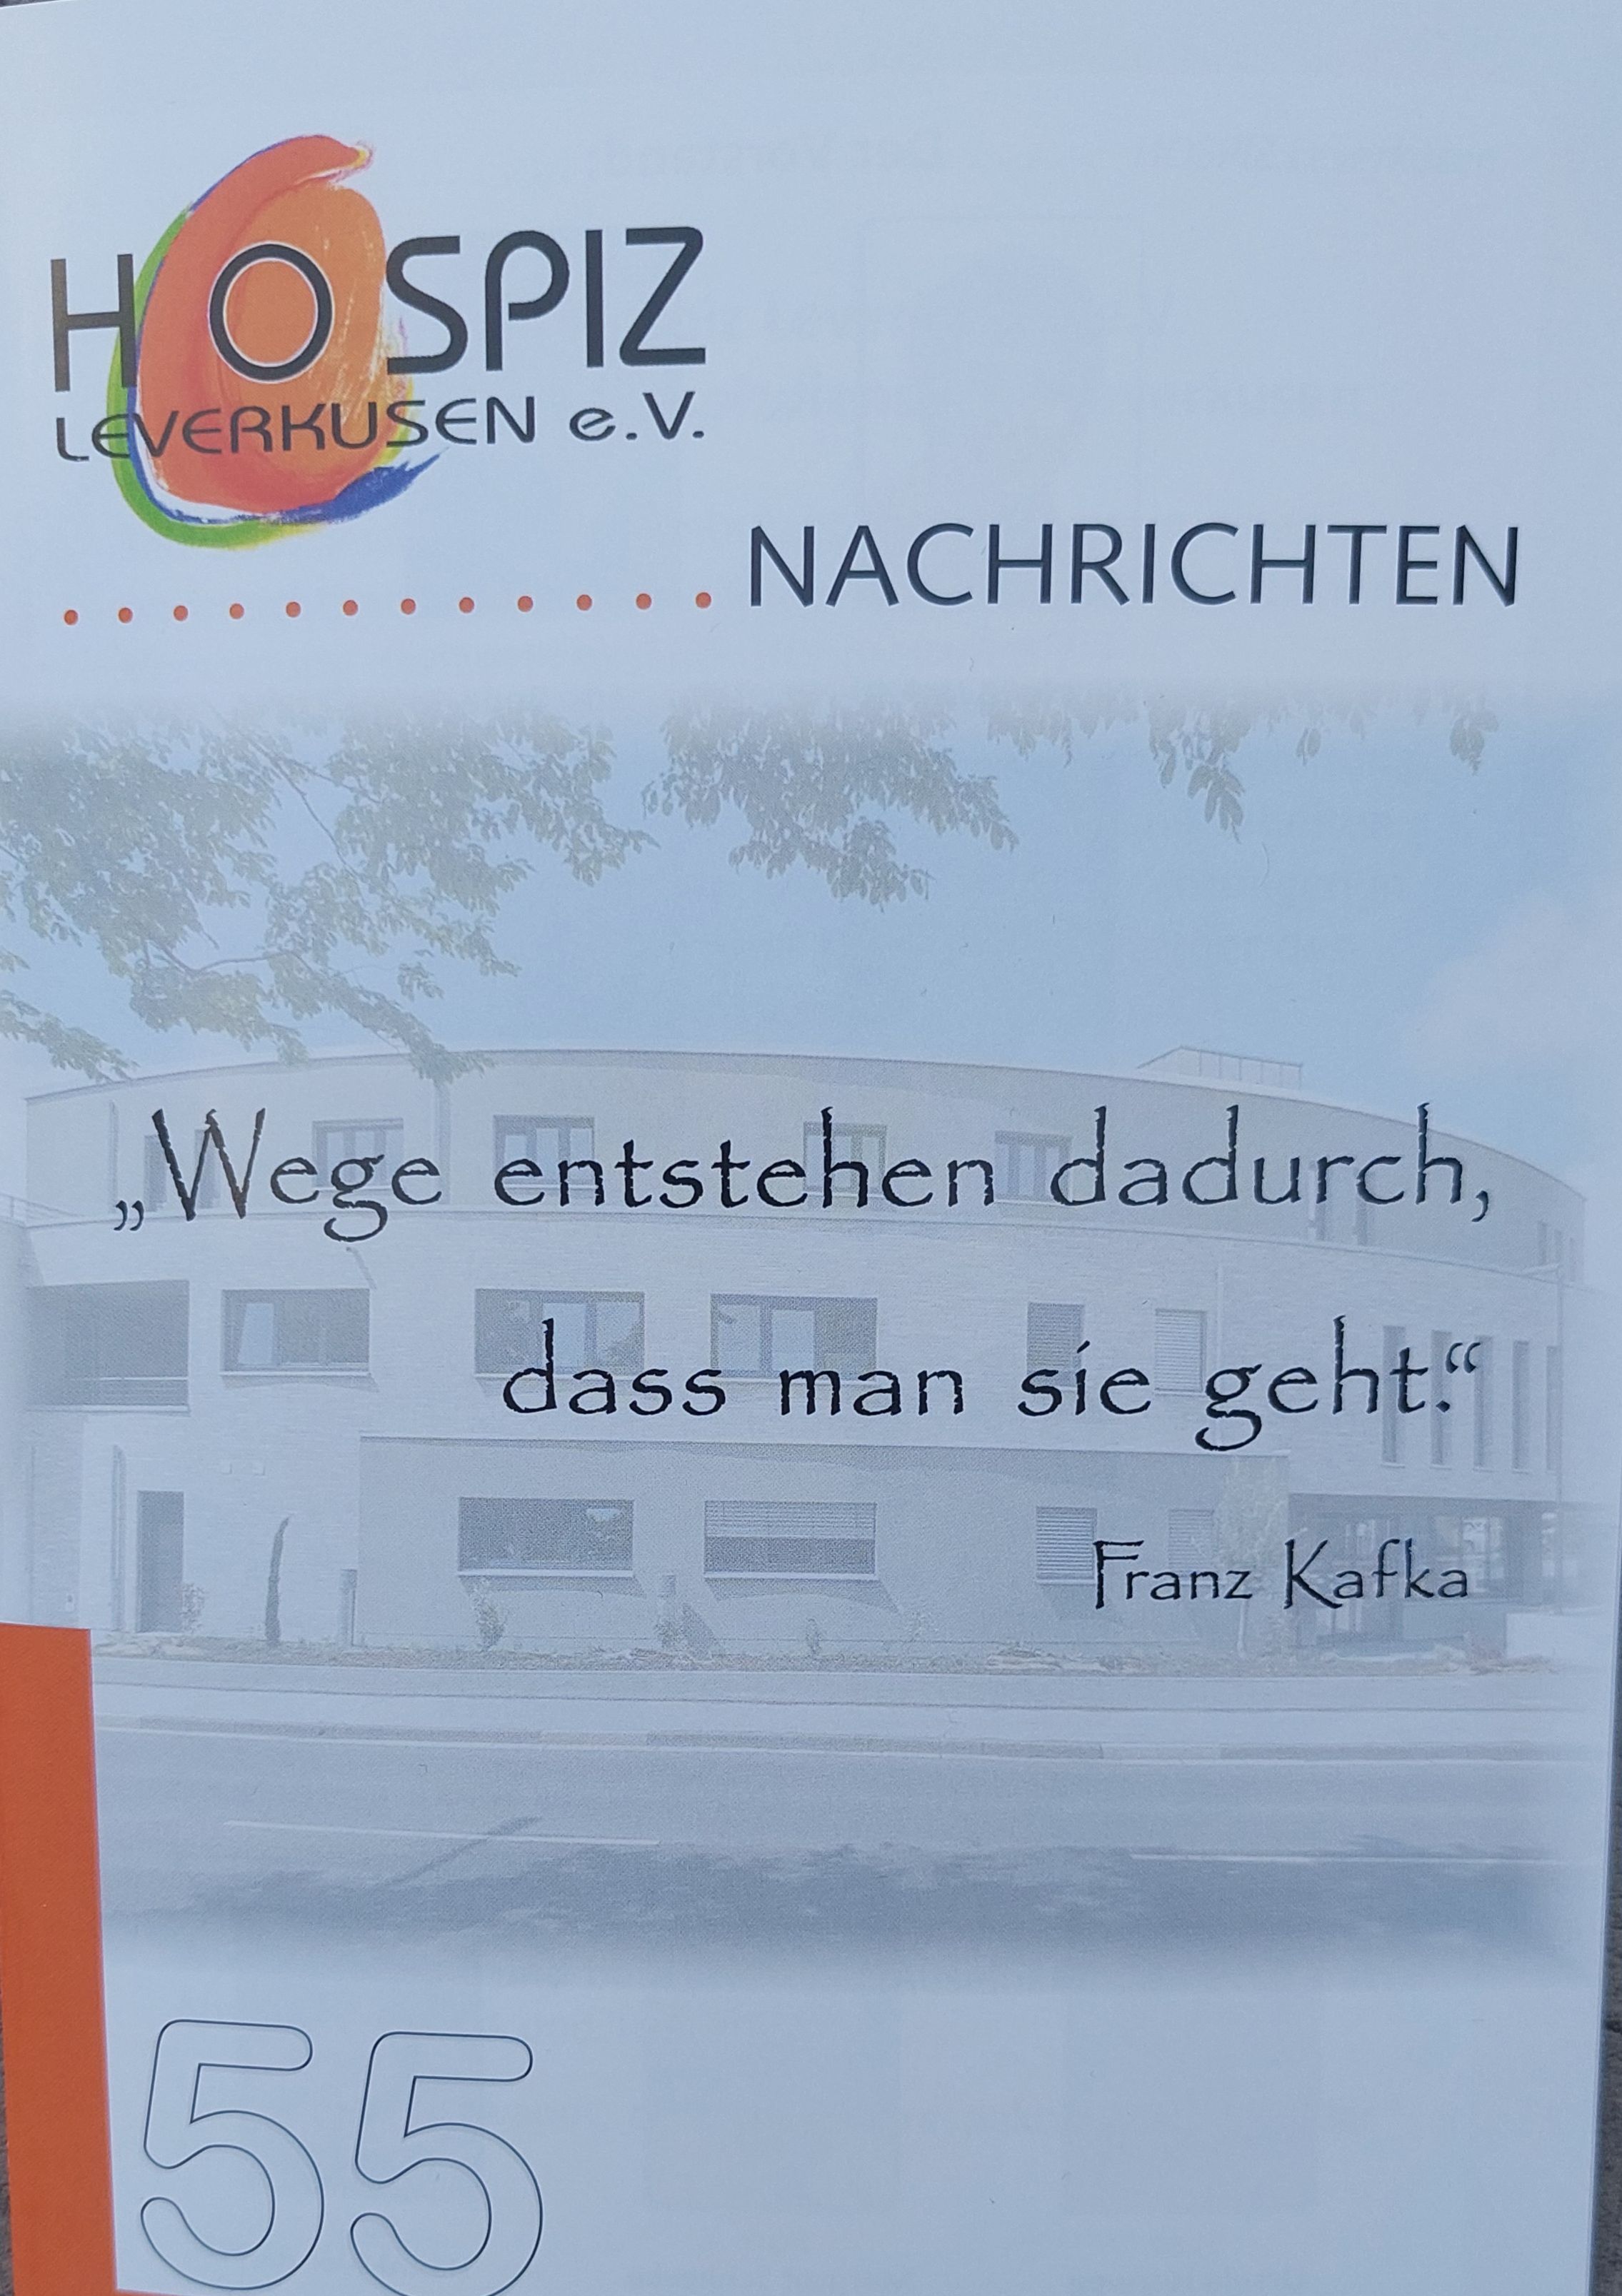 HOSPIZ
LEVERKUSEN e.V.
............NACHRICHTEN
„Wege entstehen dadurch,
dass man sie geht.“
Franz Kafka
55